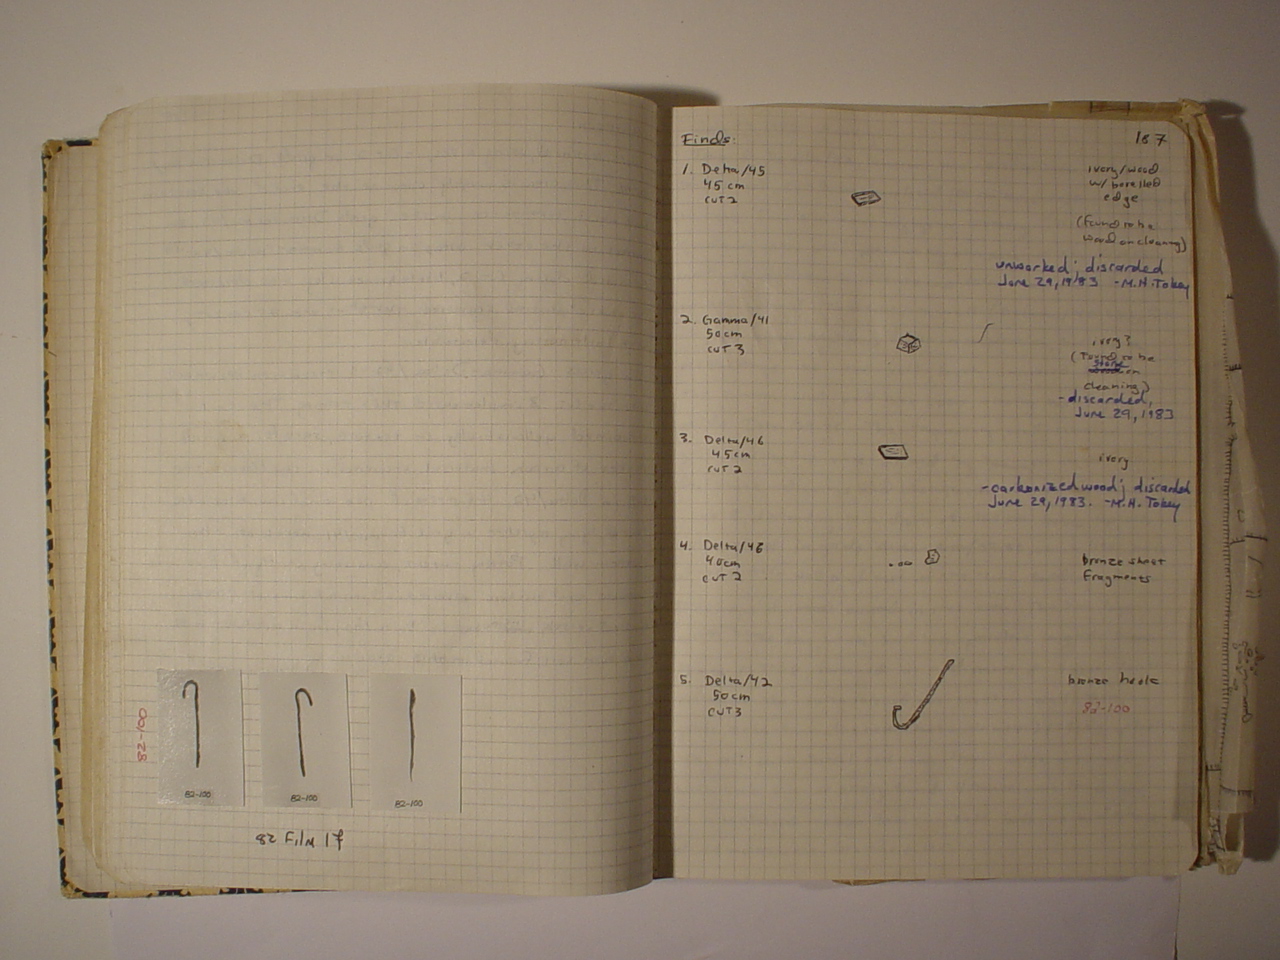 82-100
82-100
82-100
82-100
82 Film 17
Finds:
187
1. Delta/45
45 cm
cut 2
ivory/wood
w/ bevelled
edge
(found to be
wood on cleaning)
unworked; discarded
June 29, 1983 -M.H. Tokay
2. Gamma/41
50 cm
cut 3
ivory?
(found to be
stone
on
cleaning)
-discarded,
June 29, 1983
3. Delta/46
45 cm
cut 2
ivory
-carbonized wood; discarded
June 29, 1983. -M.H. Tokay
4. Delta/46
40 cm
cut 2
bronze sheet
fragments
5. Delta/42
50 cm
cut 3
bronze hook
82-100